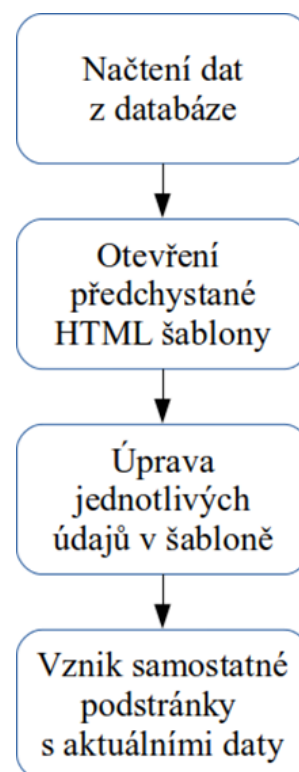 Načtení dat
z databáze
Otevření
předchystané
HTML šablony
Úprava
jednotlivých
údajů v šabloně
Vznik samostatné
podstránky
s aktuálními daty